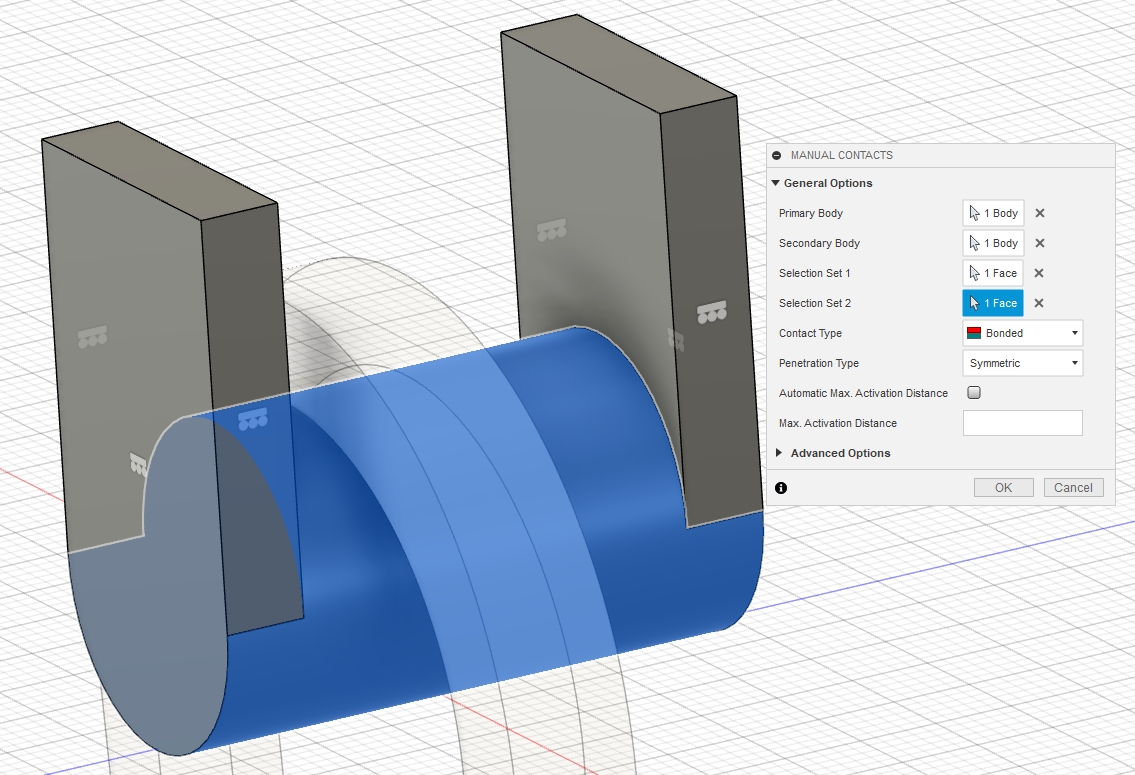 MANUAL CONTACTS
General Options
Primary Body 1 Body
Secondary Body 1 Body
Selection Set 1 1 Face
Selection Set 2 1 Face
Contact Type Bonded
Penetration Type Symmetric
Automatic Max. Activation Distance
Max. Activation Distance
Advanced Options
OK Cancel